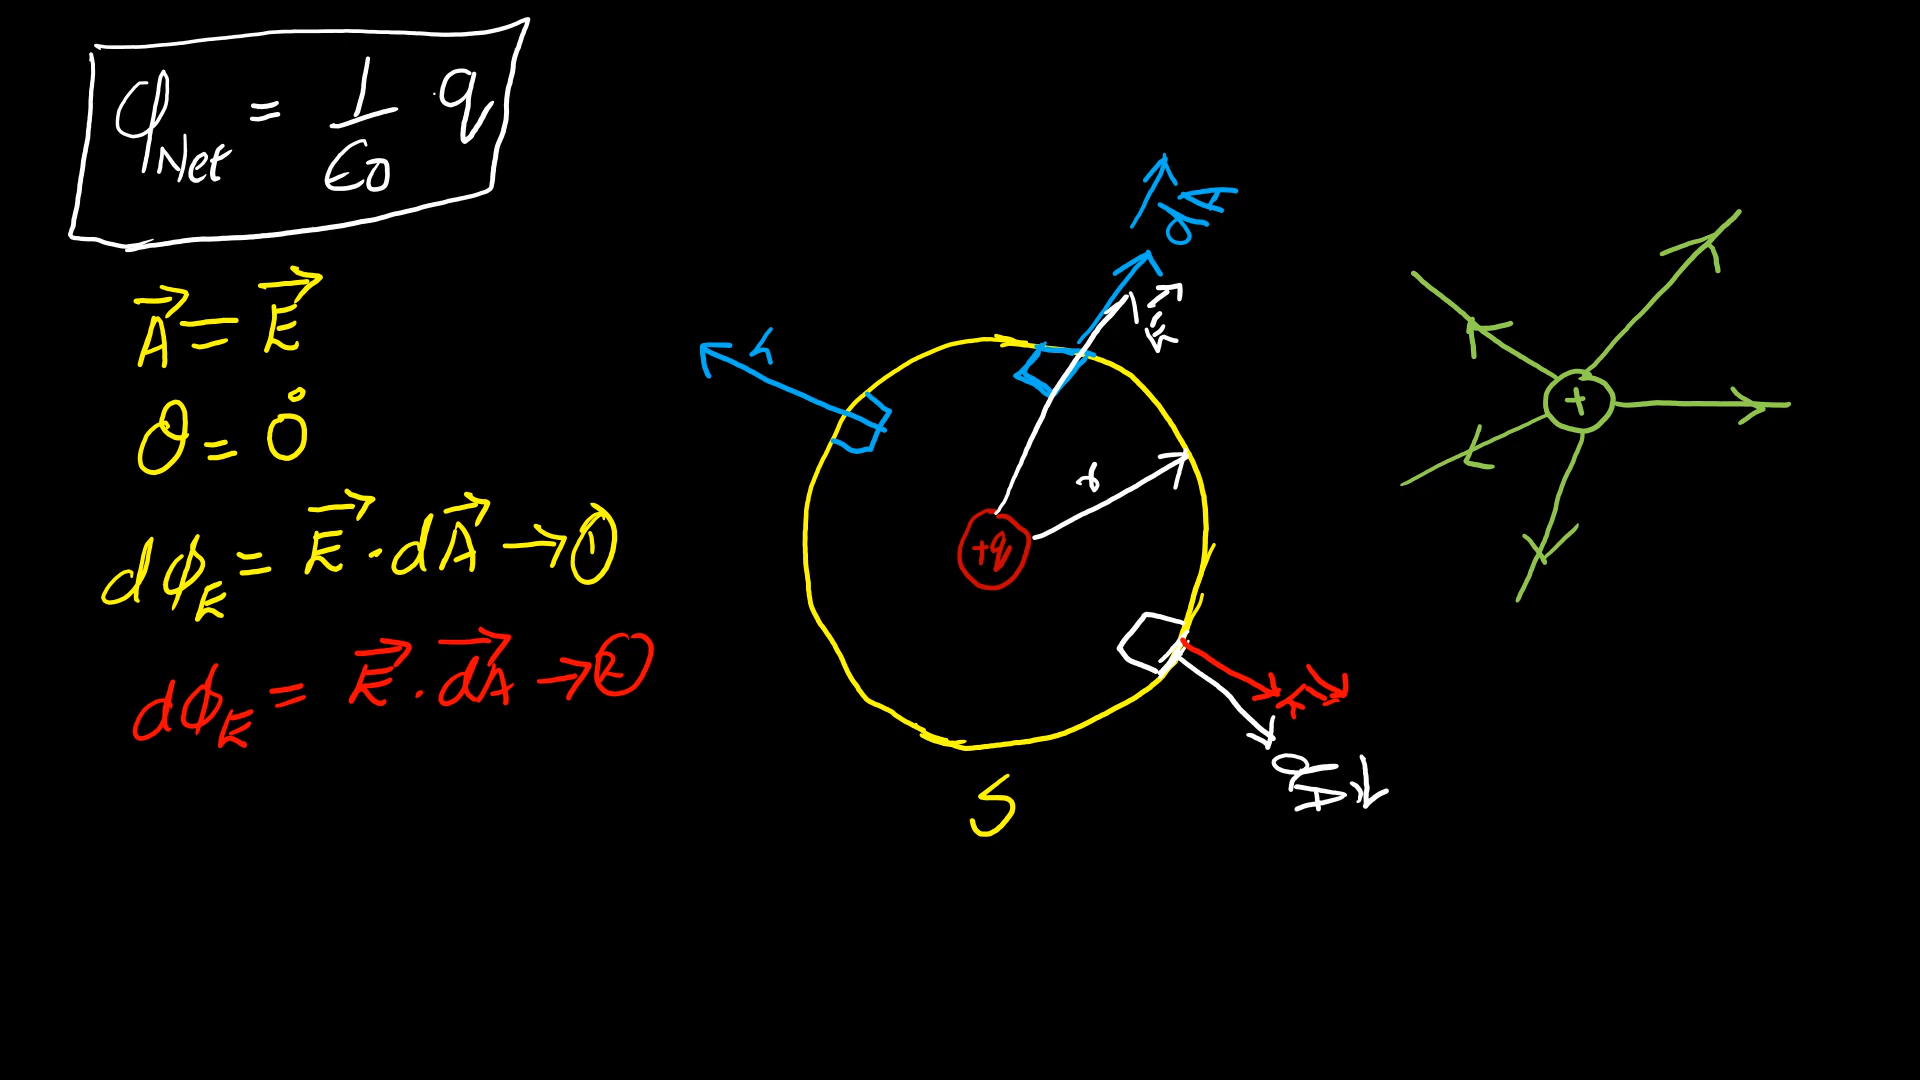 φNet = 1/ε0 · q
A⃗ = E⃗
θ = 0°
dϕE = E⃗ · dA⃗ → ①
dϕE = E⃗ · dA⃗ → ②
dA⃗
E⃗
r
+q
+
E⃗
dA⃗
S